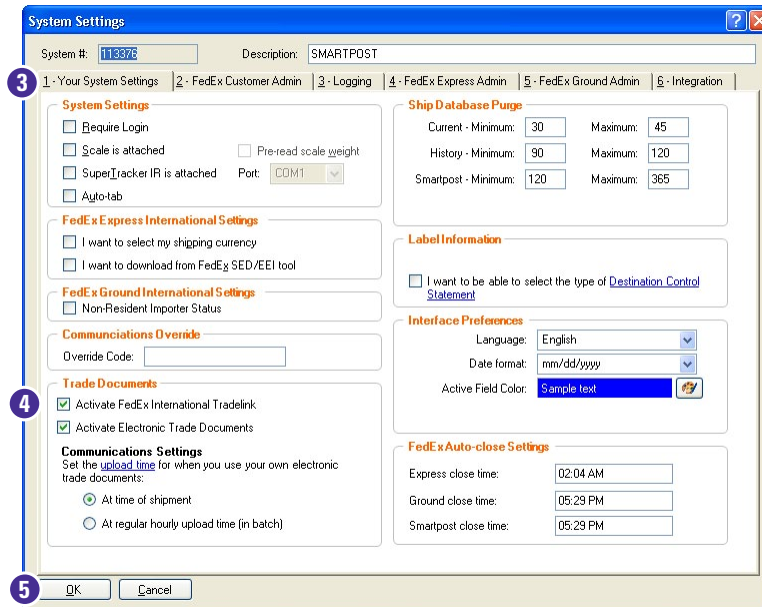 System Settings
System #: 113376 Description: SMARTPOST
3
1 - Your System Settings 2 - FedEx Customer Admin 3 - Logging 4 - FedEx Express Admin 5 - FedEx Ground Admin 6 - Integration
System Settings
Require Login
Scale is attached Pre-read scale weight
SuperTracker IR is attached Port: COM1
Auto-tab
FedEx Express International Settings
I want to select my shipping currency
I want to download from FedEx SED/EEI tool
FedEx Ground International Settings
Non-Resident Importer Status
Communciations Override
Override Code:
Trade Documents
4
Activate FedEx International Tradelink
Activate Electronic Trade Documents
Communications Settings
Set the upload time for when you use your own electronic
trade documents:
At time of shipment
At regular hourly upload time (in batch)
Ship Database Purge
Current - Minimum: 30 Maximum: 45
History - Minimum: 90 Maximum: 120
Smartpost - Minimum: 120 Maximum: 365
Label Information
I want to be able to select the type of Destination Control
Statement
Interface Preferences
Language: English
Date format: mm/dd/yyyy
Active Field Color: Sample text
FedEx Auto-close Settings
Express close time: 02:04 AM
Ground close time: 05:29 PM
Smartpost close time: 05:29 PM
5
OK Cancel